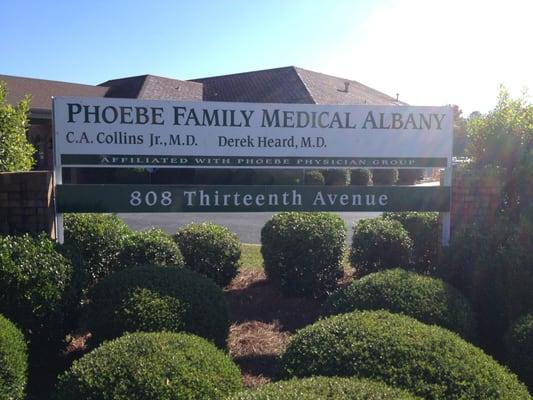 PHOEBE FAMILY MEDICAL ALBANY
C.A. Collins Jr., M.D. Derek Heard, M.D.
AFFILIATED WITH PHOEBE PHYSICIAN GROUP
808 Thirteenth Avenue